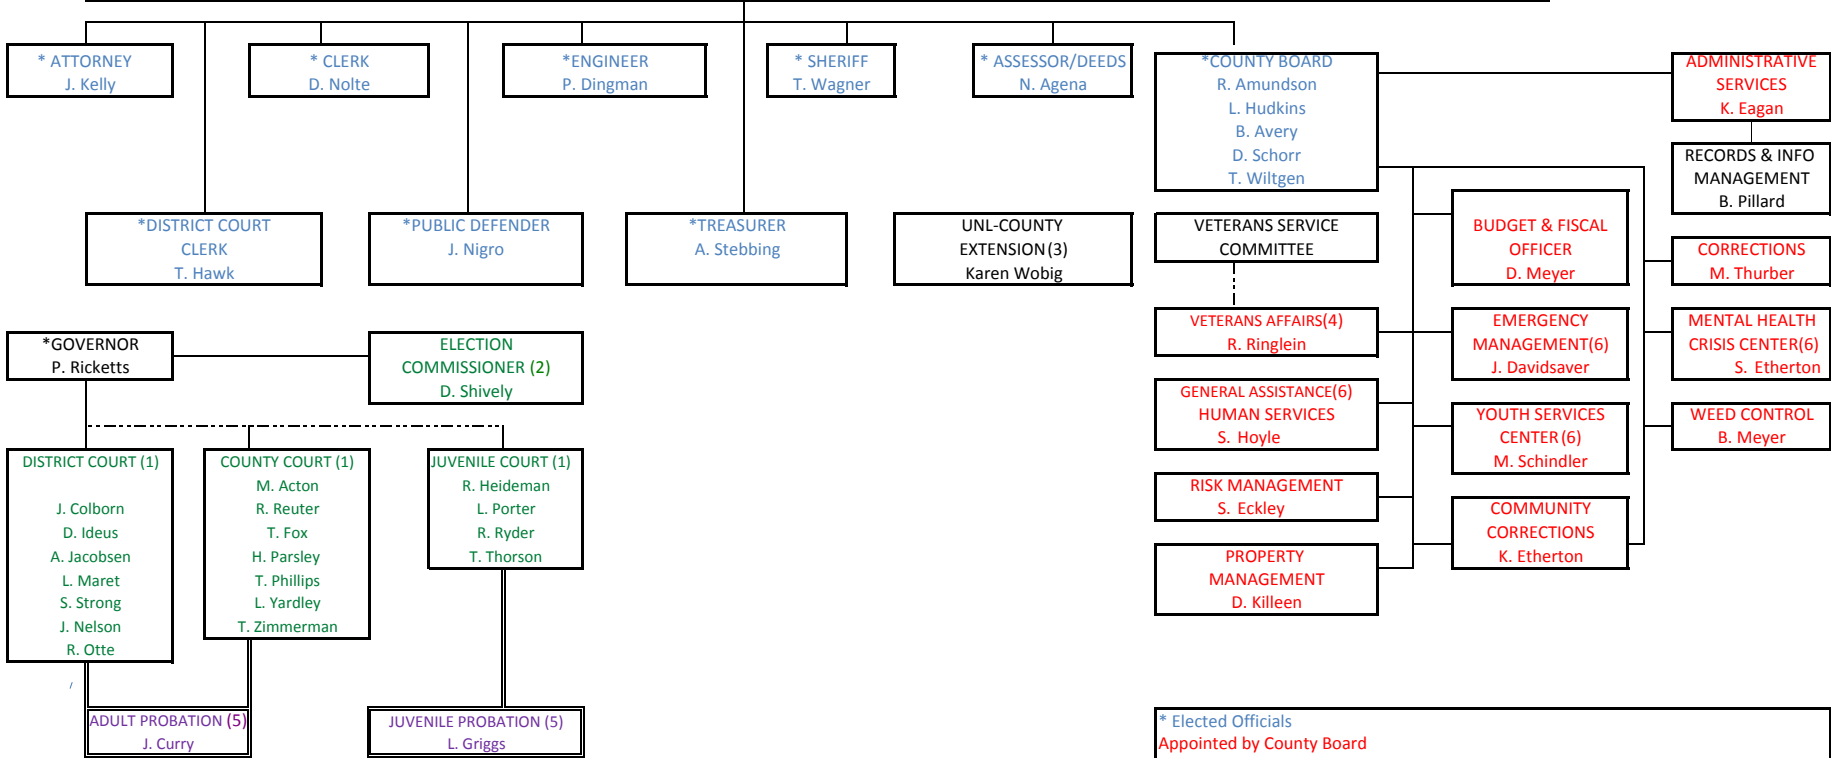 * ATTORNEY
J. Kelly
* CLERK
D. Nolte
*ENGINEER
P. Dingman
* SHERIFF
T. Wagner
* ASSESSOR/DEEDS
N. Agena
*COUNTY BOARD
R. Amundson
L. Hudkins
B. Avery
D. Schorr
T. Wiltgen
ADMINISTRATIVE
SERVICES
K. Eagan
RECORDS & INFO
MANAGEMENT
B. Pillard
*DISTRICT COURT
CLERK
T. Hawk
*PUBLIC DEFENDER
J. Nigro
*TREASURER
A. Stebbing
UNL-COUNTY
EXTENSION (3)
Karen Wobig
VETERANS SERVICE
COMMITTEE
BUDGET & FISCAL
OFFICER
D. Meyer
CORRECTIONS
M. Thurber
*GOVERNOR
P. Ricketts
ELECTION
COMMISSIONER (2)
D. Shively
VETERANS AFFAIRS(4)
R. Ringlein
EMERGENCY
MANAGEMENT(6)
J. Davidsaver
MENTAL HEALTH
CRISIS CENTER(6)
S. Etherton
GENERAL ASSISTANCE(6)
HUMAN SERVICES
S. Hoyle
YOUTH SERVICES
CENTER (6)
M. Schindler
WEED CONTROL
B. Meyer
DISTRICT COURT (1)
J. Colborn
D. Ideus
A. Jacobsen
L. Maret
S. Strong
J. Nelson
R. Otte
COUNTY COURT (1)
M. Acton
R. Reuter
T. Fox
H. Parsley
T. Phillips
L. Yardley
T. Zimmerman
JUVENILE COURT (1)
R. Heideman
L. Porter
R. Ryder
T. Thorson
RISK MANAGEMENT
S. Eckley
COMMUNITY
CORRECTIONS
K. Etherton
PROPERTY
MANAGEMENT
D. Killeen
/
ADULT PROBATION (5)
J. Curry
JUVENILE PROBATION (5)
L. Griggs
* Elected Officials
Appointed by County Board